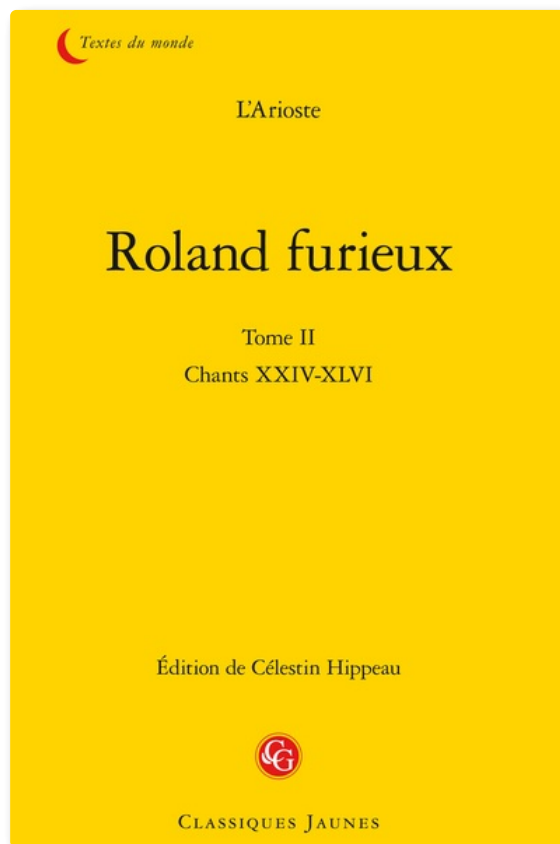 Textes du monde
L'Arioste
Roland furieux
Tome II
Chants XXIV-XLVI
Édition de Célestin Hippeau
CG
CLASSIQUES JAUNES